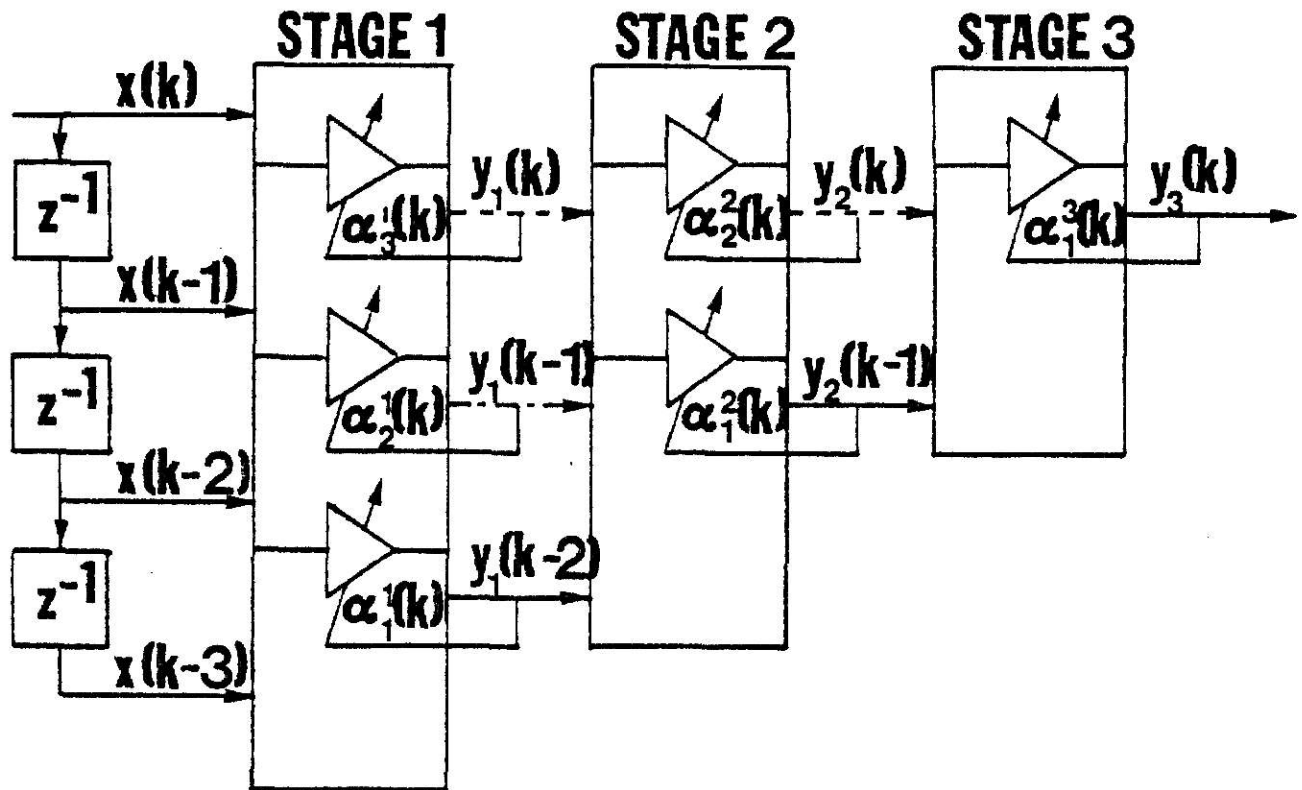 STAGE 1 STAGE 2 STAGE 3
x(k)
z⁻¹
y₁(k) y₂(k) y₃(k)
α¹₃(k) α²₂(k) α³₁(k)
x(k-1)
z⁻¹
y₁(k-1) y₂(k-1)
α¹₂(k) α²₁(k)
x(k-2)
z⁻¹
y₁(k-2)
α¹₁(k)
x(k-3)